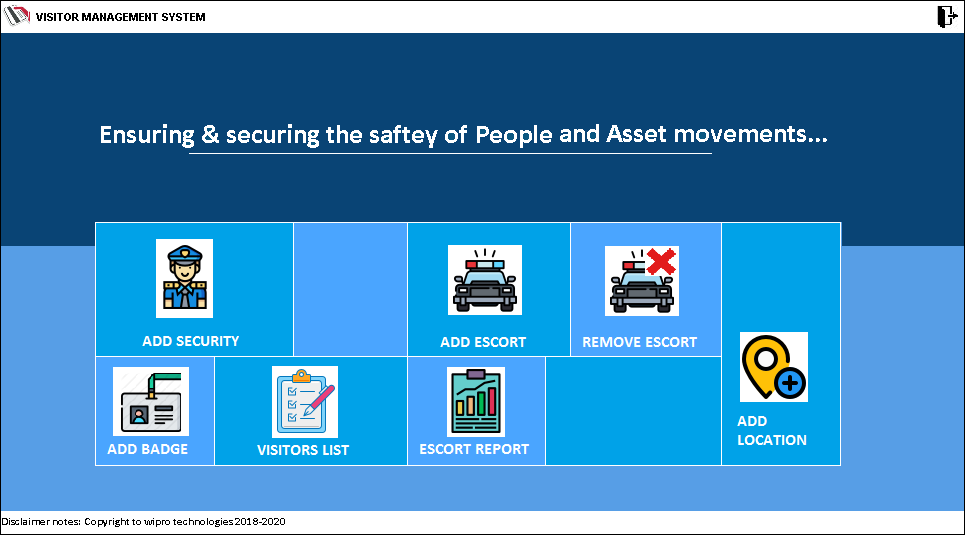 VISITOR MANAGEMENT SYSTEM
Ensuring & securing the saftey of People and Asset movements...
ADD SECURITY
ADD ESCORT
REMOVE ESCORT
ADD BADGE
VISITORS LIST
ESCORT REPORT
ADD
LOCATION
Disclaimer notes: Copyright to wipro technologies 2018-2020